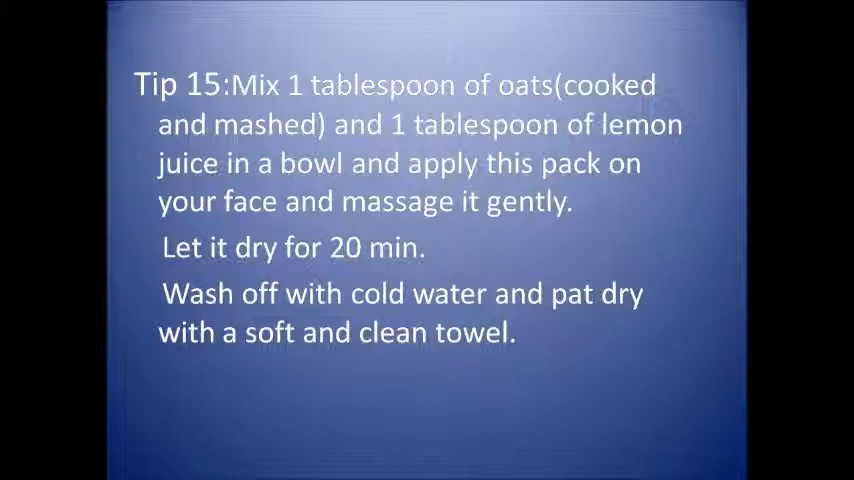 Tip 15:Mix 1 tablespoon of oats(cooked
and mashed) and 1 tablespoon of lemon
juice in a bowl and apply this pack on
your face and massage it gently.
Let it dry for 20 min.
Wash off with cold water and pat dry
with a soft and clean towel.